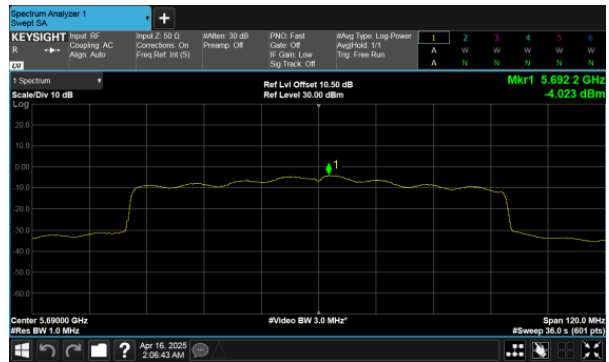 Spectrum Analyzer 1
Swept SA
+
KEYSIGHT Input: RF Input Z: 50 Ω #Atten: 30 dB PNO: Fast #Avg Type: Log-Power 1 2 3 4 5 6
R Coupling: AC Corrections: On Preamp: Off Gate: Off Avg|Hold: 1/1 A W W W W W
Align: Auto Freq Ref: Int (S) IF Gain: Low Trig: Free Run
Sig Track: Off A N N N N N
LXI
1 Spectrum Ref Lvl Offset 10.50 dB Mkr1 5.692 2 GHz
Scale/Div 10 dB Ref Level 30.00 dBm -4.023 dBm
Log
20.0
10.0
0.00 1
-10.0
-20.0
-30.0
-40.0
-50.0
-60.0
Center 5.69000 GHz #Video BW 3.0 MHz* Span 120.0 MHz
#Res BW 1.0 MHz #Sweep 36.0 s (601 pts)
? Apr 16, 2025
2:06:43 AM